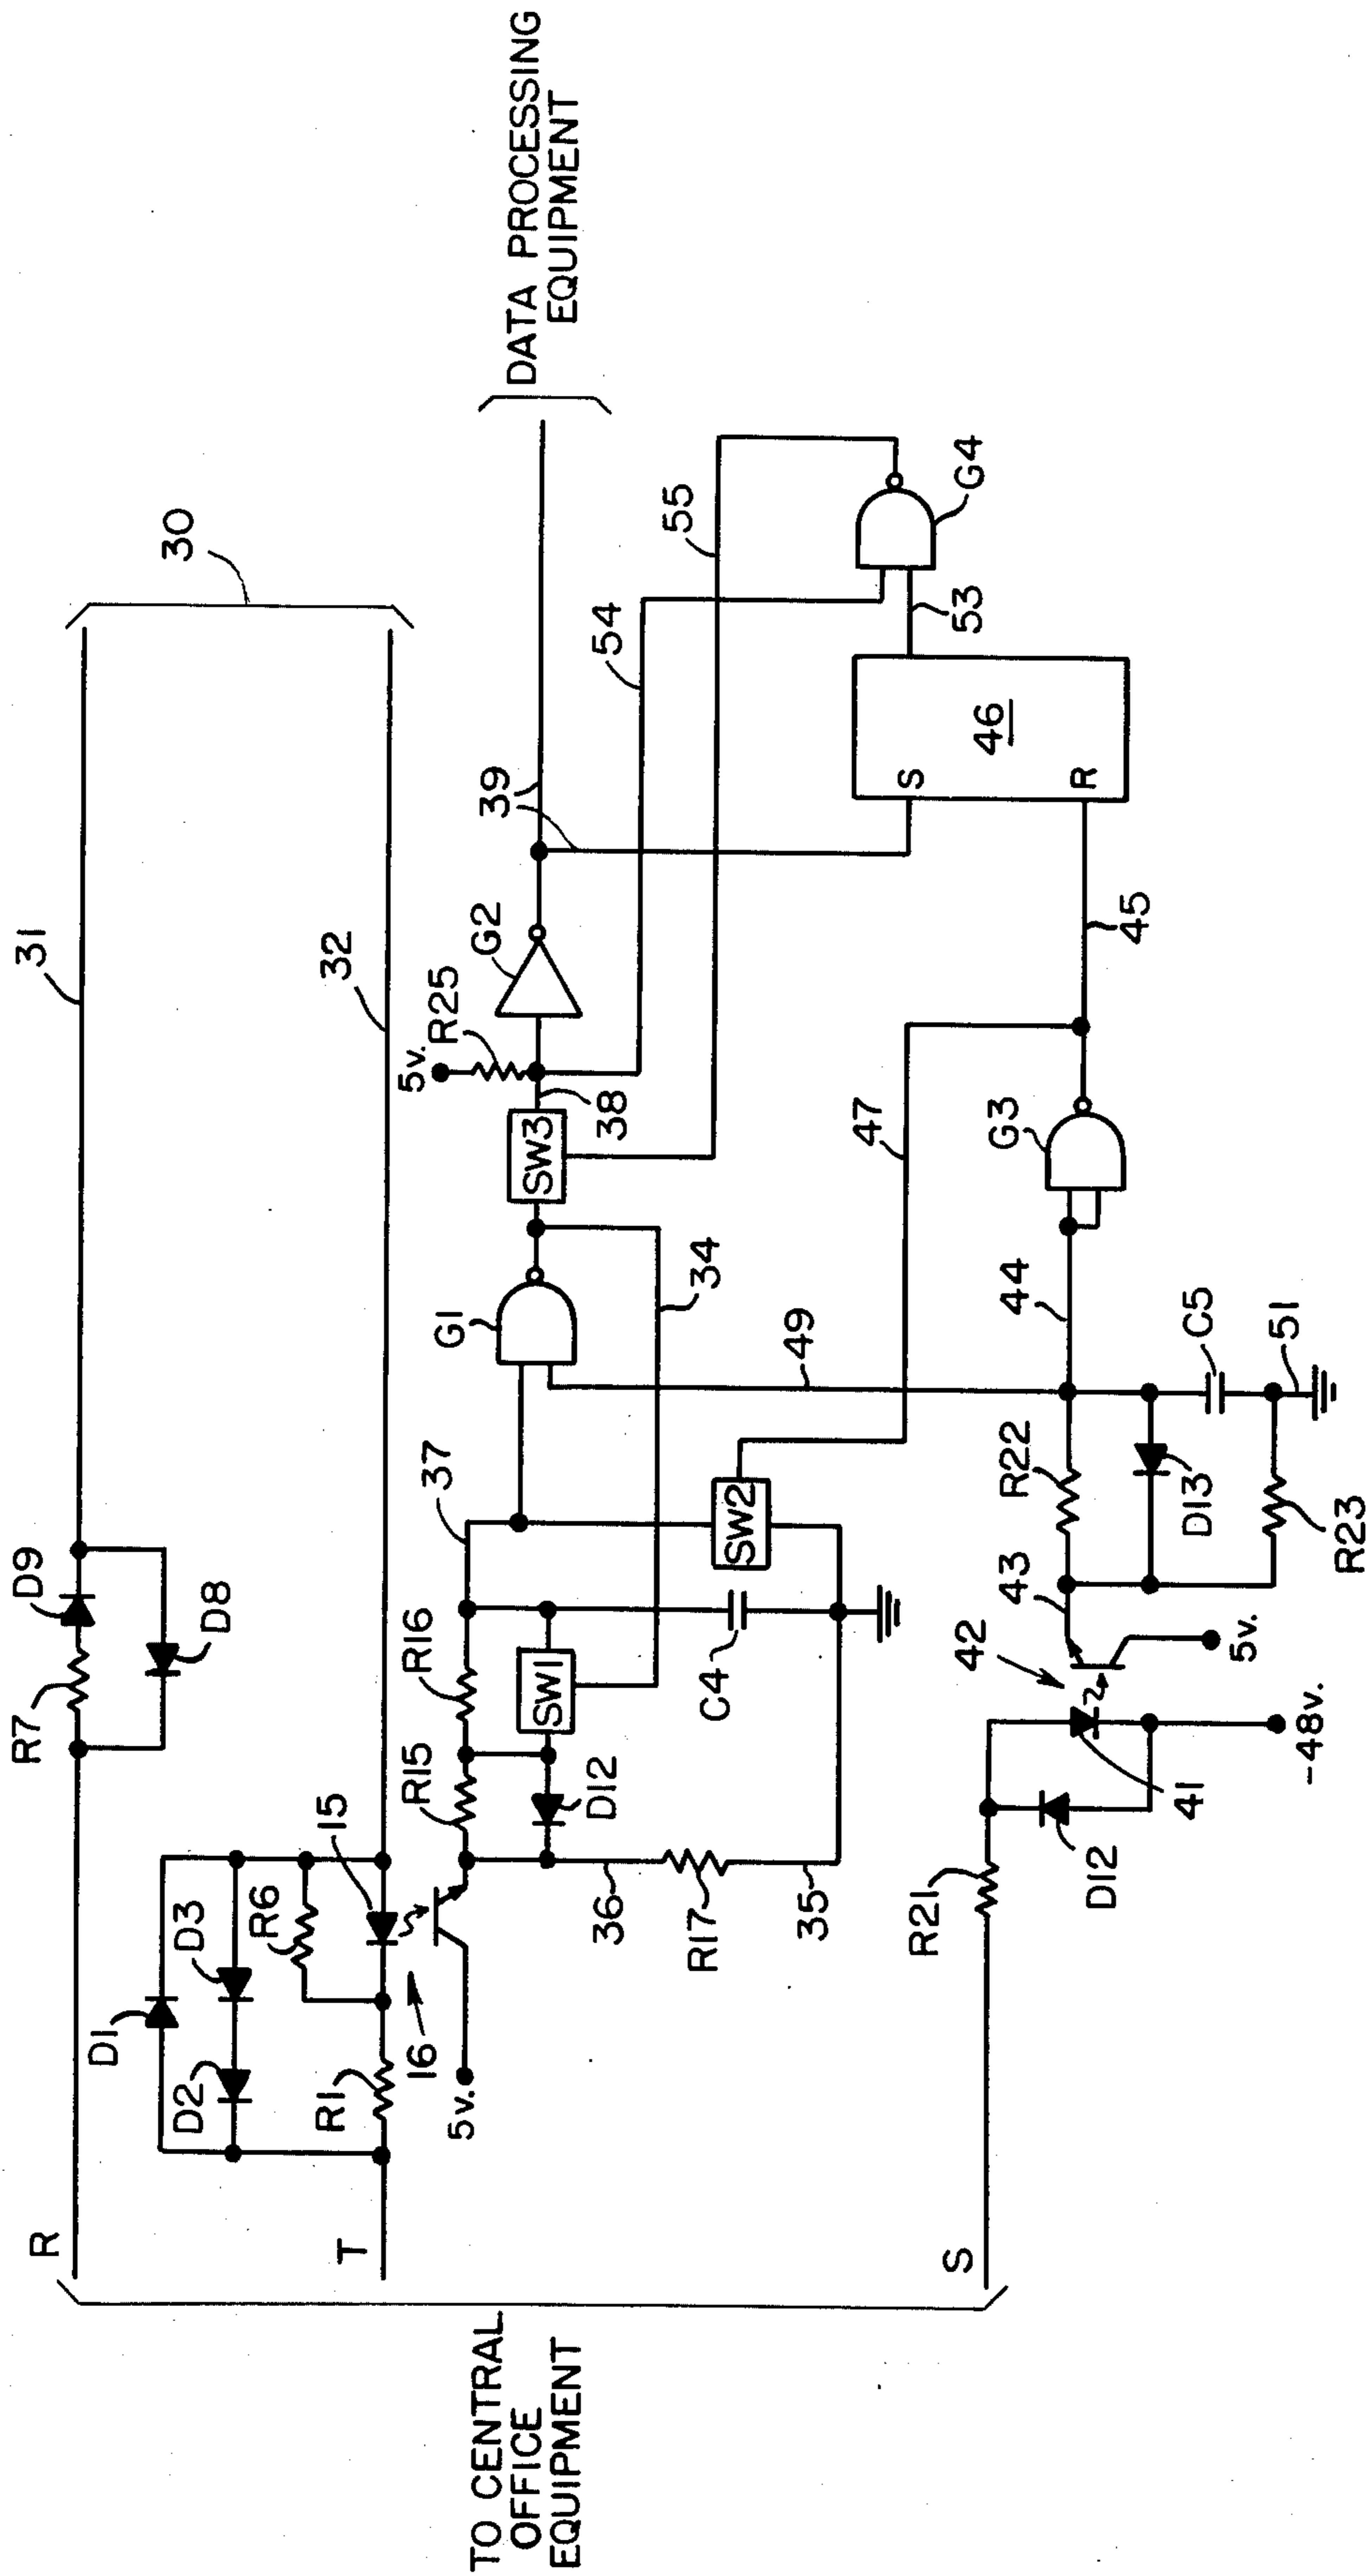 R
R7
D9
D8
31
30
D1
D2
D3
R6
R1
15
T
32
16
5v.
R15
R16
37
D12
SW1
36
R17
35
C4
SW2
G1
34
49
SW3
38
5v.
R25
G2
39
54
55
DATA PROCESSING
EQUIPMENT
47
G4
53
46
S
R
45
G3
44
S
R21
D12
41
42
-48v.
5v.
43
R22
D13
C5
51
R23
TO CENTRAL
OFFICE
EQUIPMENT